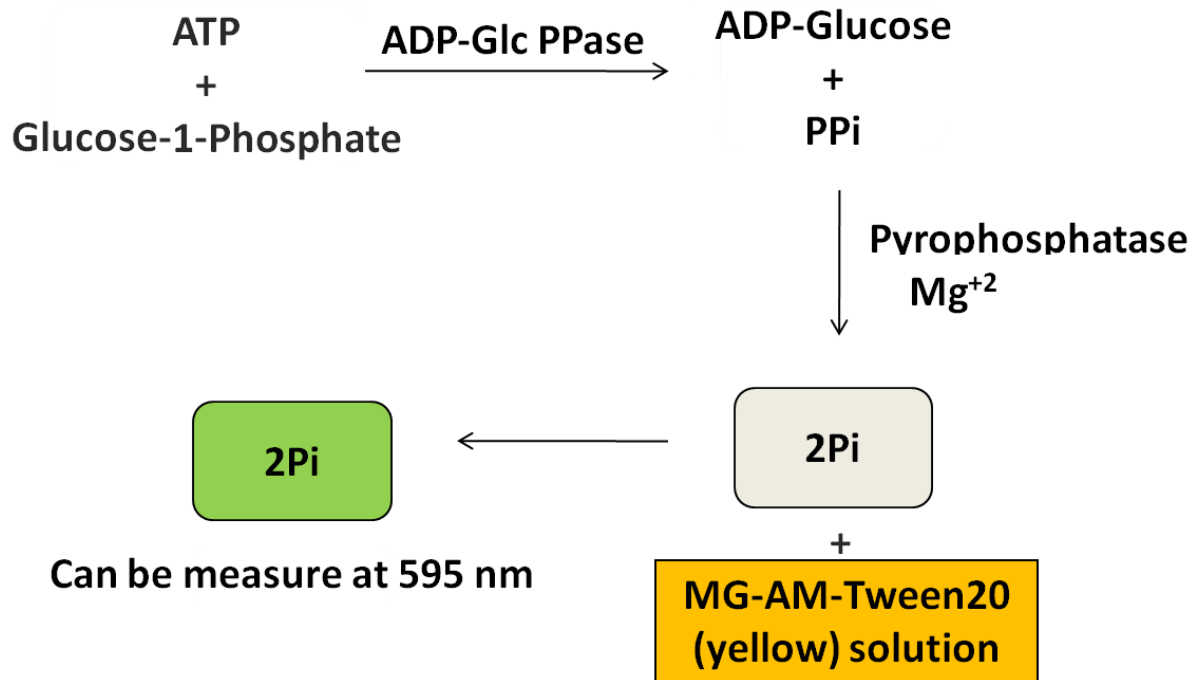 ATP
+
Glucose-1-Phosphate
ADP-Glc PPase
ADP-Glucose
+
PPi
Pyrophosphatase
Mg⁺²
2Pi
+
MG-AM-Tween20
(yellow) solution
2Pi
Can be measure at 595 nm